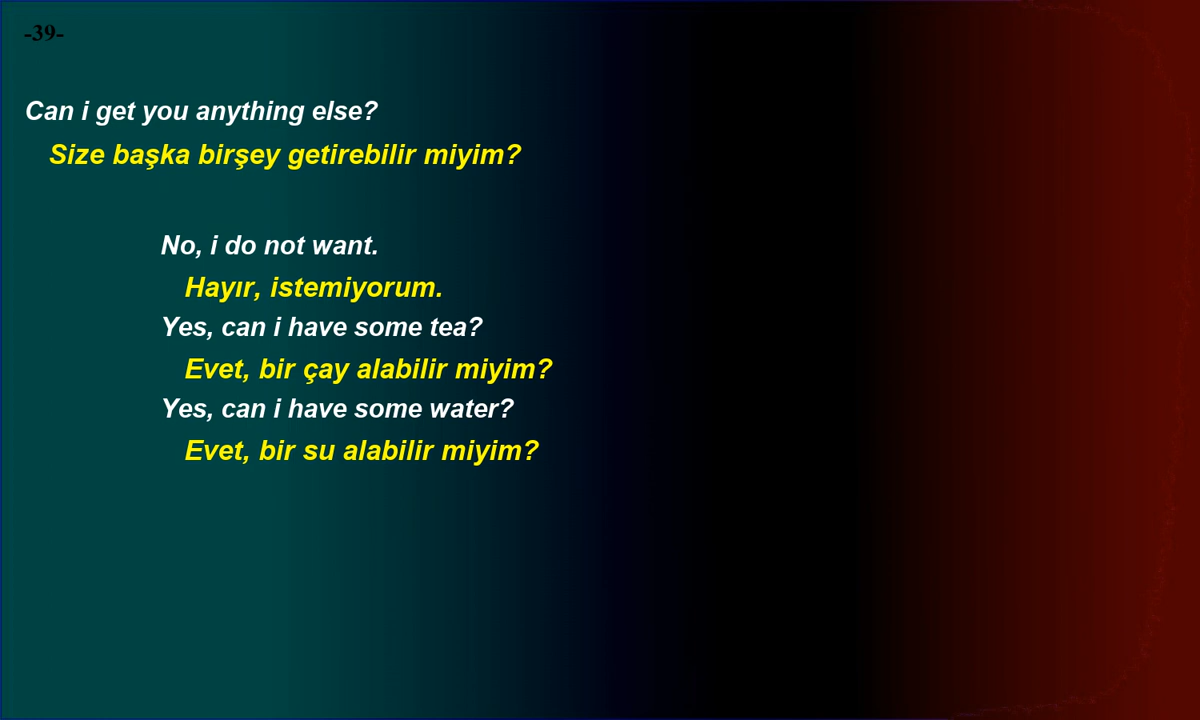 -39-
Can i get you anything else?
Size başka birşey getirebilir miyim?
No, i do not want.
Hayır, istemiyorum.
Yes, can i have some tea?
Evet, bir çay alabilir miyim?
Yes, can i have some water?
Evet, bir su alabilir miyim?